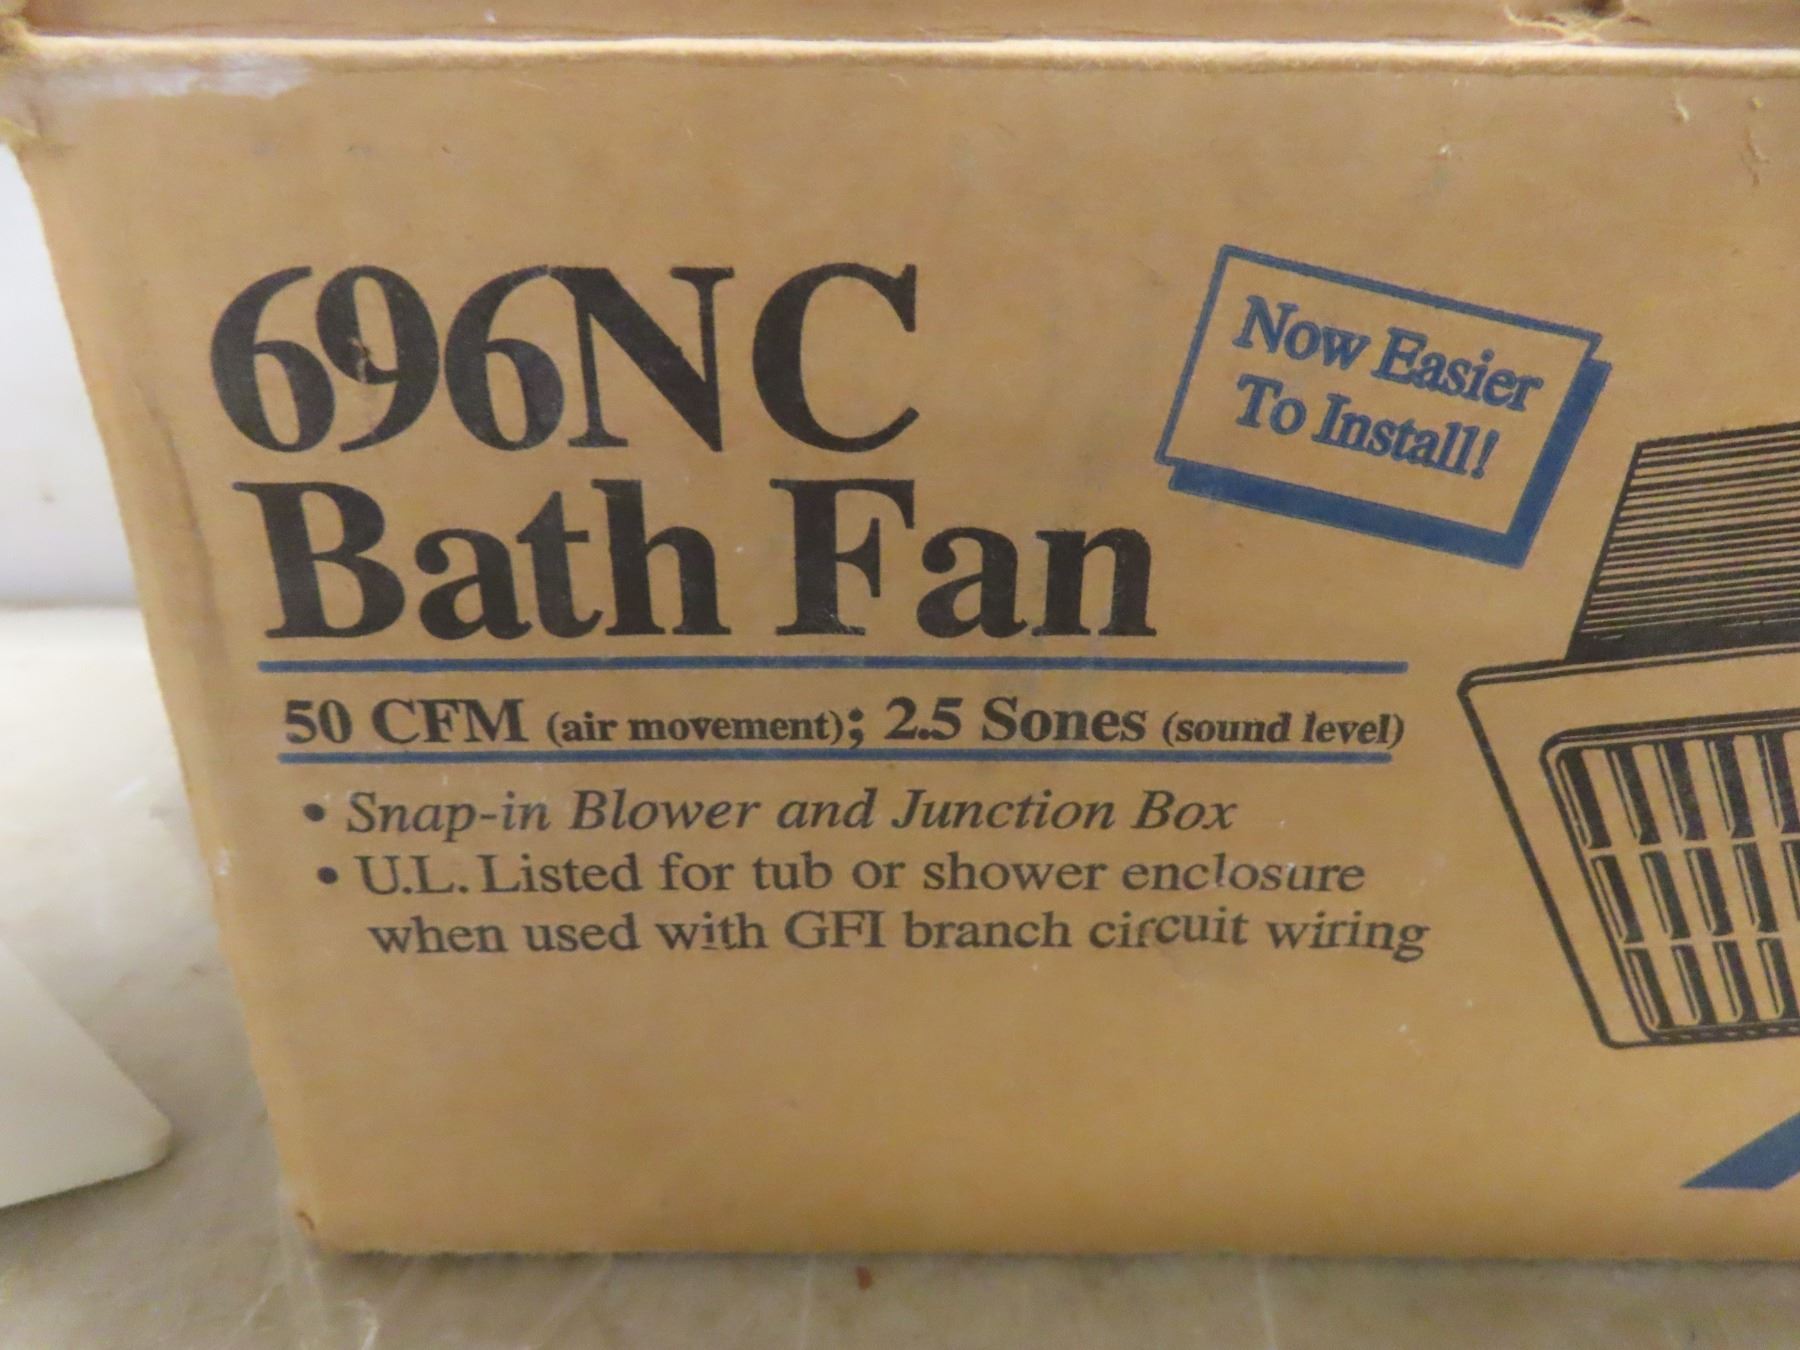 696NC
Bath Fan
Now Easier
To Install!
50 CFM (air movement); 2.5 Sones (sound level)
• Snap-in Blower and Junction Box
• U.L. Listed for tub or shower enclosure
when used with GFI branch circuit wiring